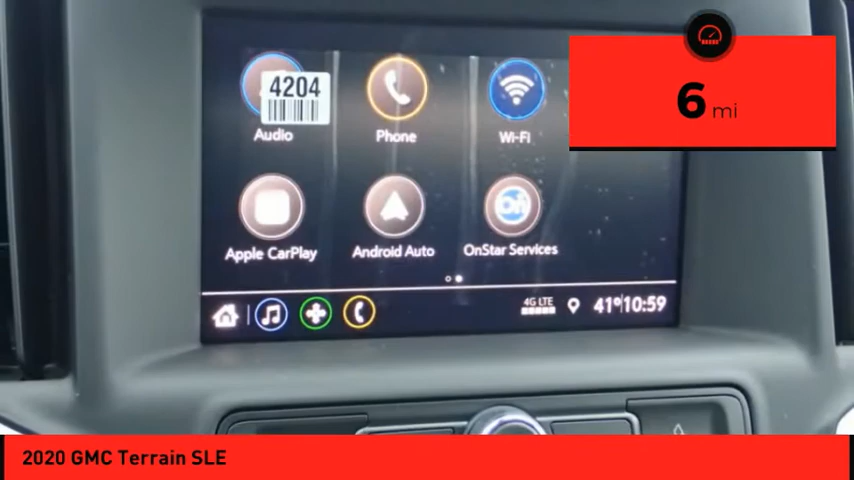 4204
6 mi
Audio
Phone
Wi-Fi
Apple CarPlay
Android Auto
OnStar Services
4G LTE
41° 10:59
2020 GMC Terrain SLE